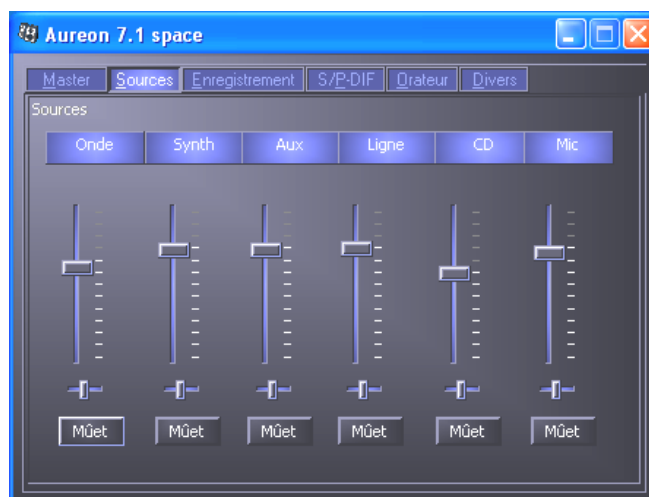 Aureon 7.1 space
Master Sources Enregistrement S/P-DIF Orateur Divers
Sources
Onde Synth Aux Ligne CD Mic
Mûet Mûet Mûet Mûet Mûet Mûet